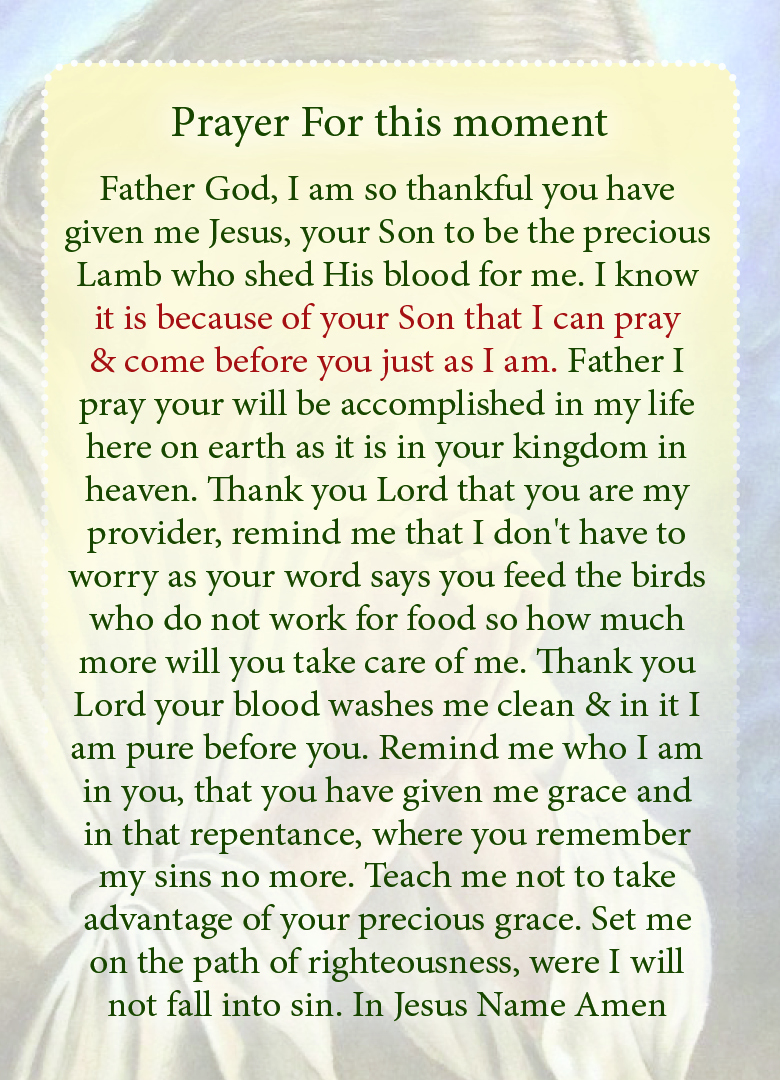 Prayer For this moment
Father God, I am so thankful you have
given me Jesus, your Son to be the precious
Lamb who shed His blood for me. I know
it is because of your Son that I can pray
& come before you just as I am. Father I
pray your will be accomplished in my life
here on earth as it is in your kingdom in
heaven. Thank you Lord that you are my
provider, remind me that I don't have to
worry as your word says you feed the birds
who do not work for food so how much
more will you take care of me. Thank you
Lord your blood washes me clean & in it I
am pure before you. Remind me who I am
in you, that you have given me grace and
in that repentance, where you remember
my sins no more. Teach me not to take
advantage of your precious grace. Set me
on the path of righteousness, were I will
not fall into sin. In Jesus Name Amen